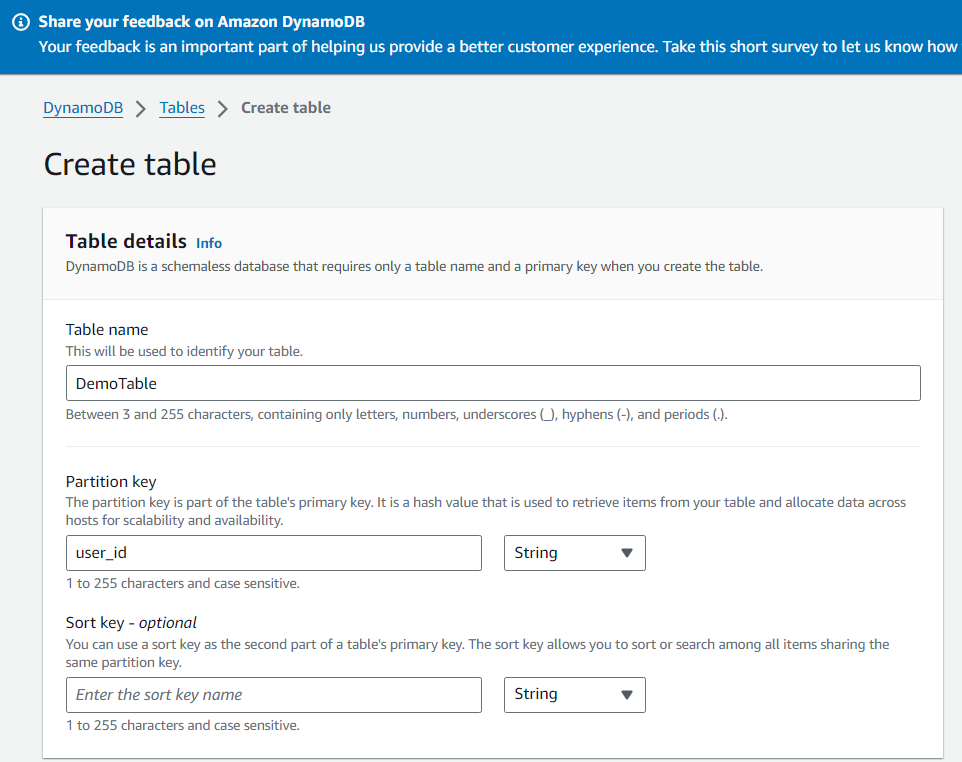 Share your feedback on Amazon DynamoDB
Your feedback is an important part of helping us provide a better customer experience. Take this short survey to let us know how
DynamoDB > Tables > Create table
Create table
Table details Info
DynamoDB is a schemaless database that requires only a table name and a primary key when you create the table.
Table name
This will be used to identify your table.
DemoTable
Between 3 and 255 characters, containing only letters, numbers, underscores (_), hyphens (-), and periods (.).
Partition key
The partition key is part of the table's primary key. It is a hash value that is used to retrieve items from your table and allocate data across
hosts for scalability and availability.
user_id String
1 to 255 characters and case sensitive.
Sort key - optional
You can use a sort key as the second part of a table's primary key. The sort key allows you to sort or search among all items sharing the
same partition key.
Enter the sort key name String
1 to 255 characters and case sensitive.